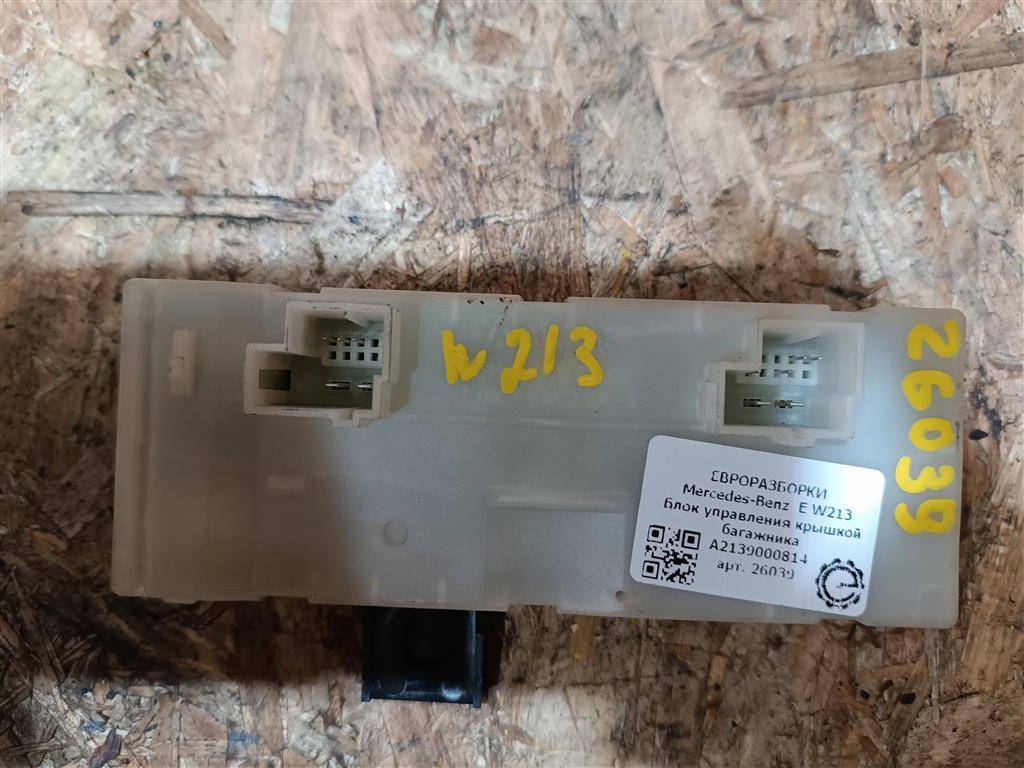 W213
26039
ЕВРОРАЗБОРКИ
Mercedes-Benz E W213
Блок управления крышкой
багажника
A2139000814
арт. 26039